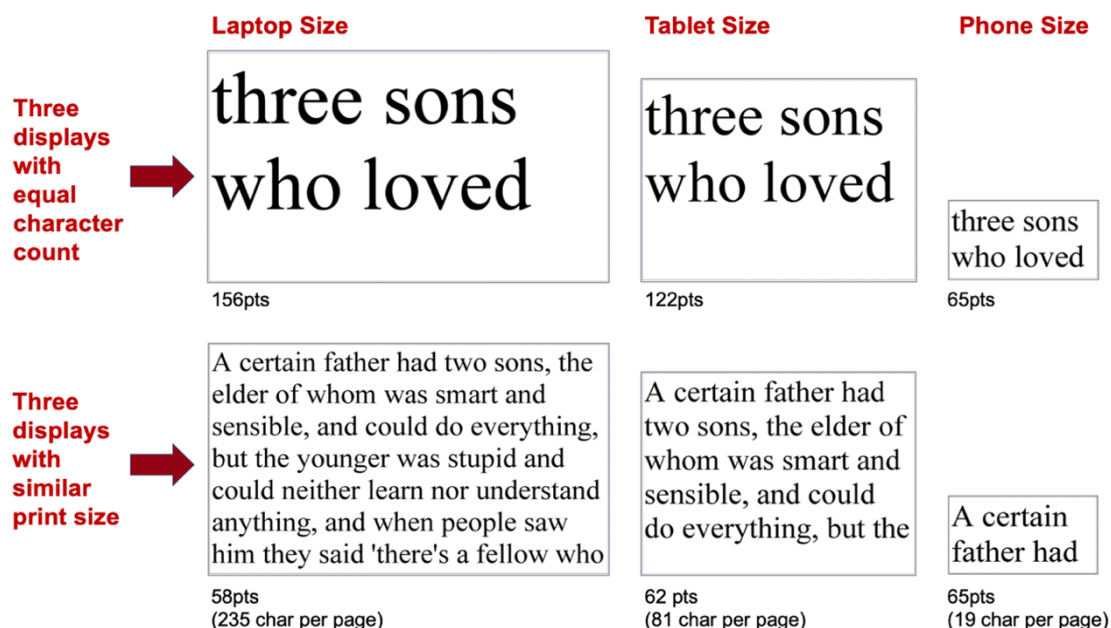 Laptop Size
Tablet Size
Phone Size
Three
displays
with
equal
character
count
three sons
who loved
156pts
three sons
who loved
122pts
three sons
who loved
65pts
Three
displays
with
similar
print size
A certain father had two sons, the
elder of whom was smart and
sensible, and could do everything,
but the younger was stupid and
could neither learn nor understand
anything, and when people saw
him they said 'there's a fellow who
58pts
(235 char per page)
A certain father had
two sons, the elder of
whom was smart and
sensible, and could
do everything, but the
62 pts
(81 char per page)
A certain
father had
65pts
(19 char per page)